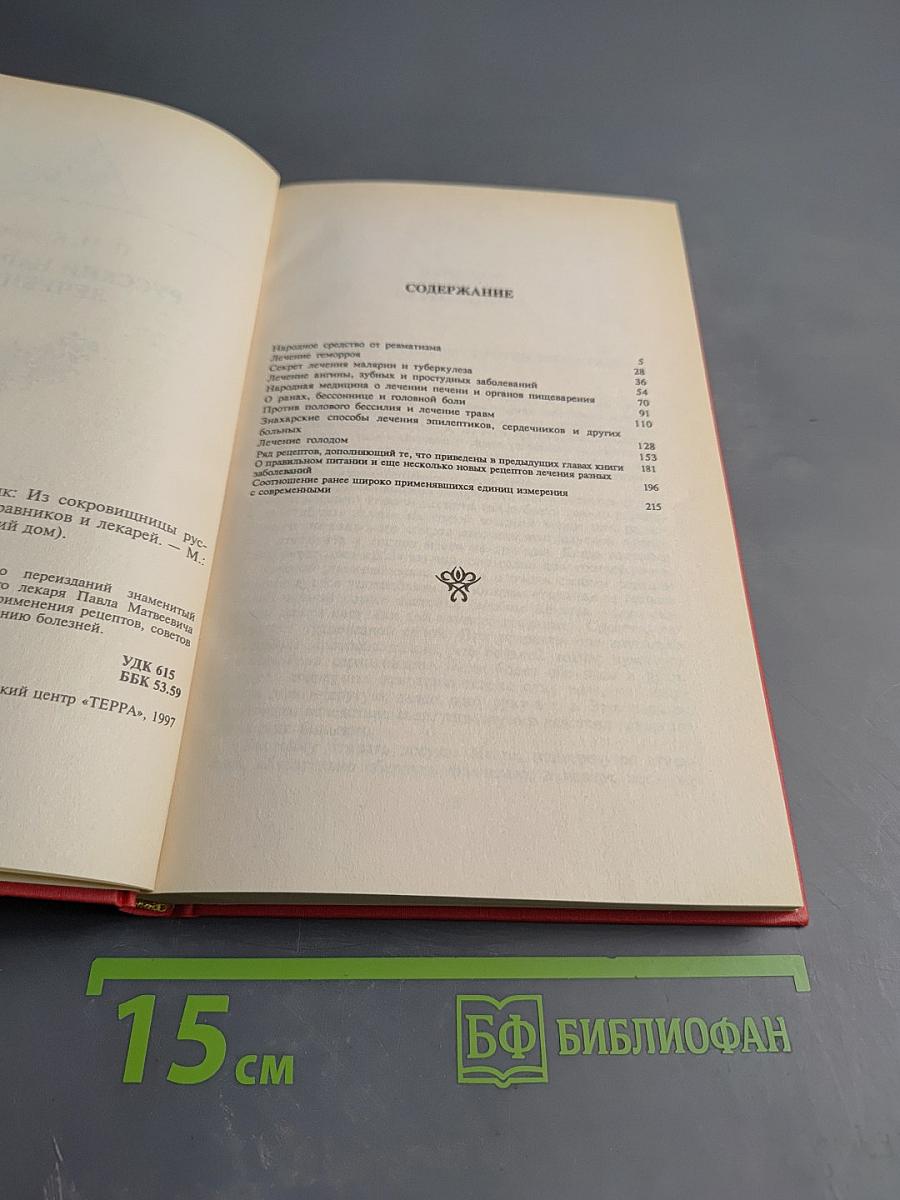 СОДЕРЖАНИЕ
Народное средство от ревматизма 5
Лечение геморроя 28
Секрет лечения малярии и туберкулеза 36
Лечение ангины, зубных и простудных заболеваний 54
Народная медицина о лечении печени и органов пищеварения 70
О ранах, бессоннице и головной боли 91
Против полового бессилия и лечение травм 110
Знахарские способы лечения эпилептиков, сердечников и других
больных 128
Лечение голодом 153
Ряд рецептов, дополняющий те, что приведены в предыдущих главах книги 181
О правильном питании и еще несколько новых рецептов лечения разных
заболеваний 196
Соотношение ранее широко применявшихся единиц измерения
с современными 215
ик: Из сокровищницы рус-
равников и лекарей. — М.:
ий дом).
о переизданий знаменитый
го лекаря Павла Матвеевича
рименения рецептов, советов
нию болезней.
УДК 615
ББК 53.59
кий центр «ТЕРРА», 1997
15 см
БФ БИБЛИОФАН